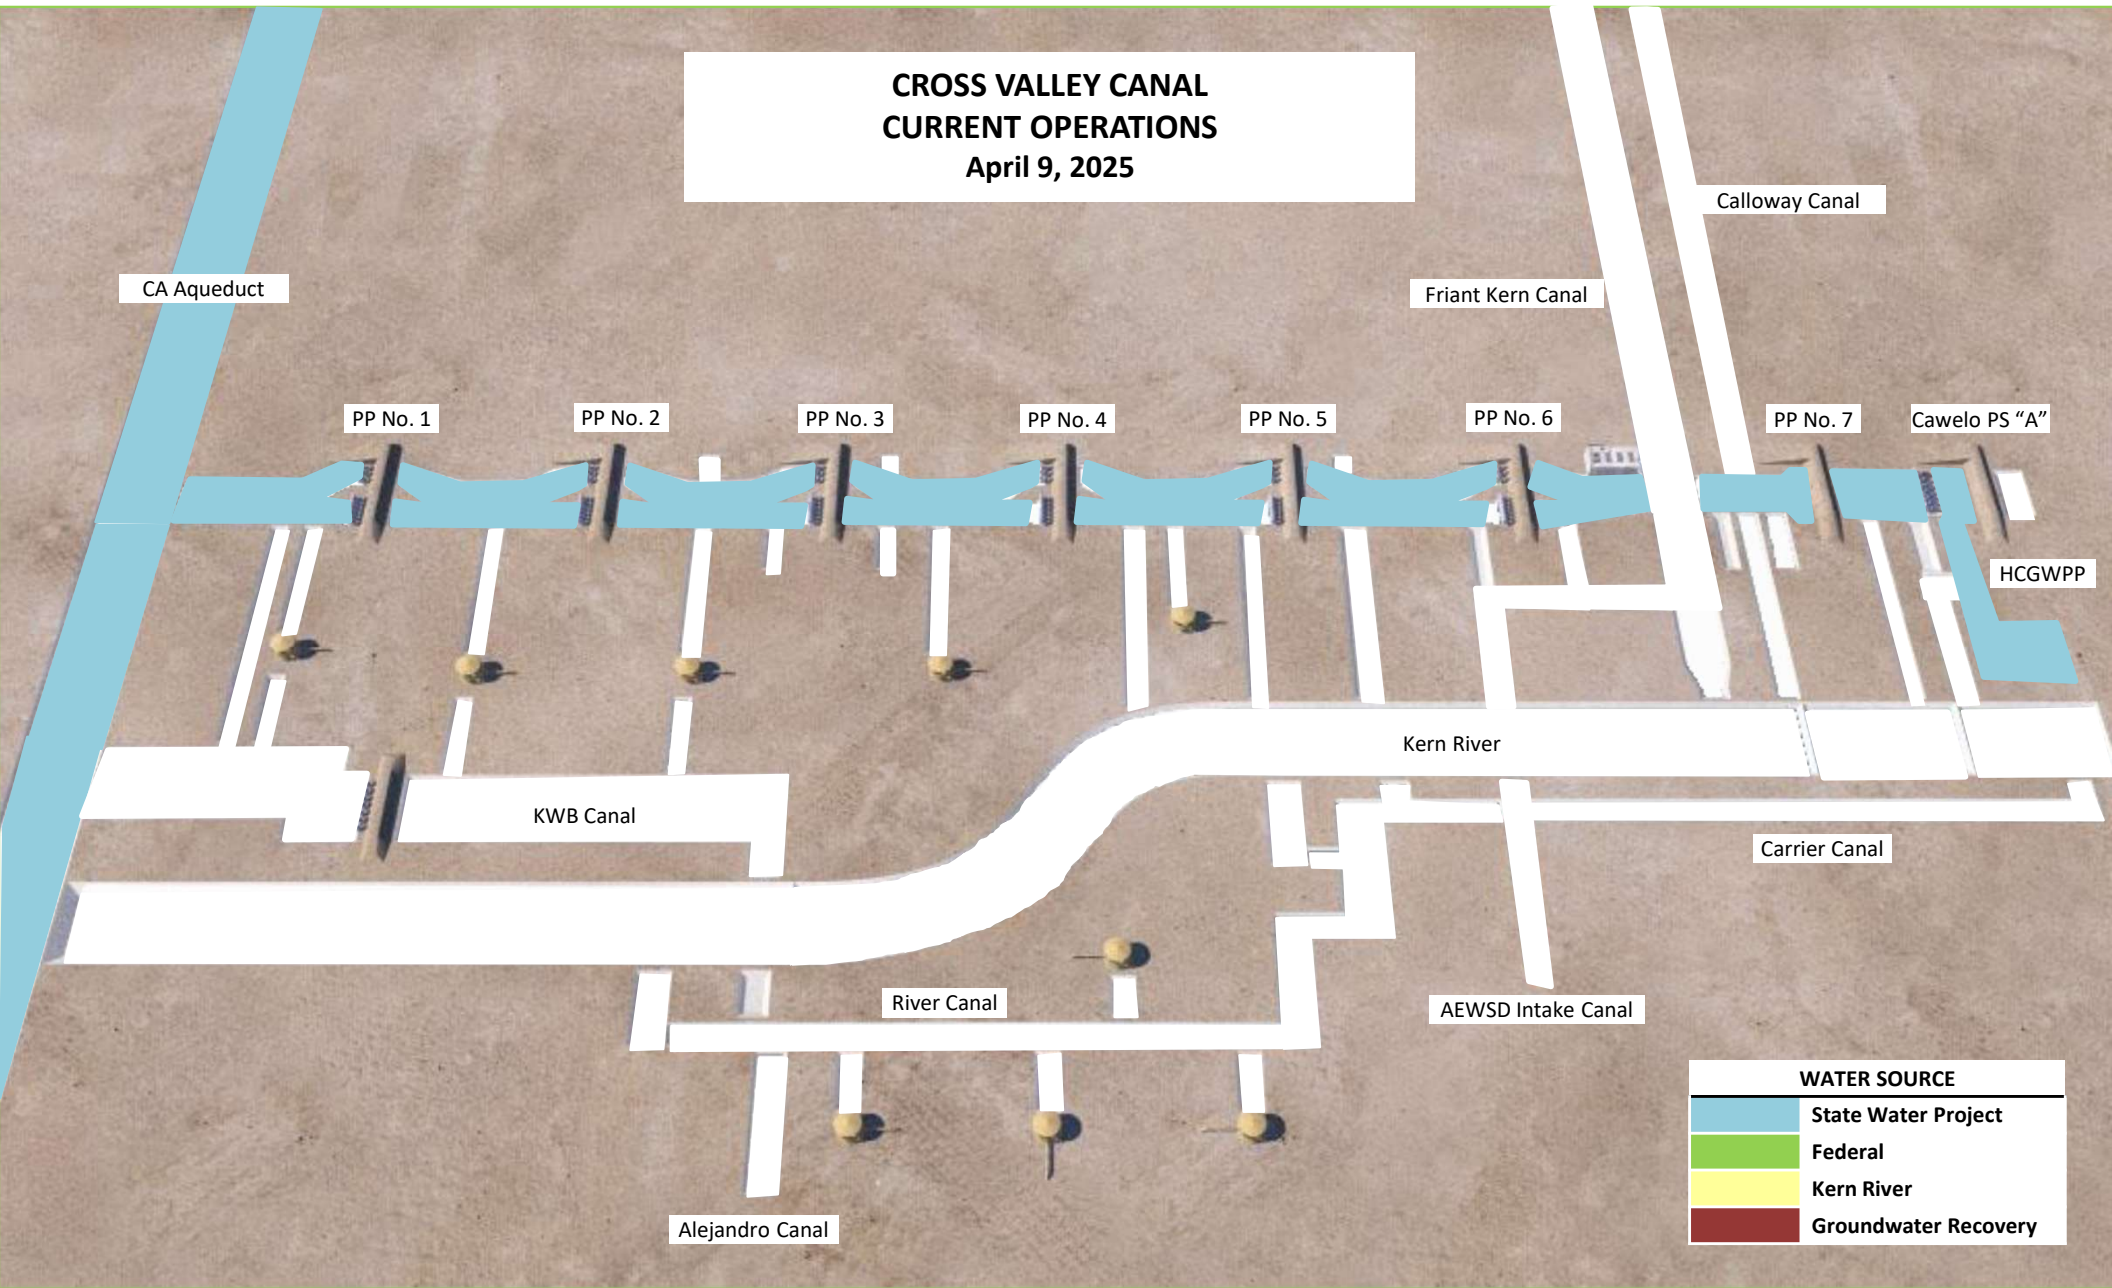 CROSS VALLEY CANAL
CURRENT OPERATIONS
April 9, 2025
Calloway Canal
CA Aqueduct
Friant Kern Canal
PP No. 1
PP No. 2
PP No. 3
PP No. 4
PP No. 5
PP No. 6
PP No. 7
Cawelo PS “A”
HCGWPP
Kern River
KWB Canal
Carrier Canal
River Canal
AEWSD Intake Canal
Alejandro Canal
WATER SOURCE
State Water Project
Federal
Kern River
Groundwater Recovery